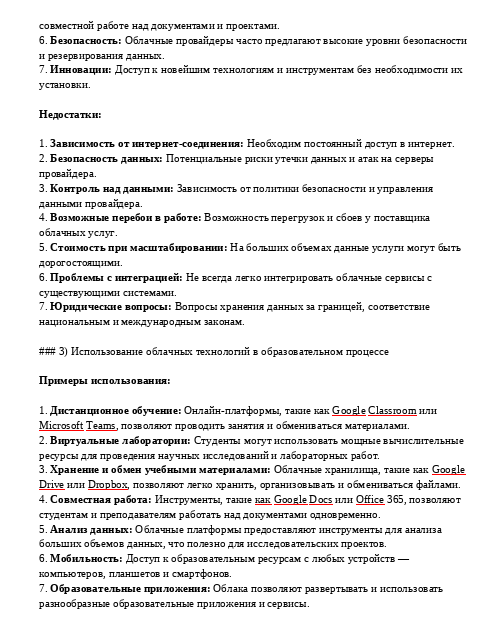 совместной работе над документами и проектами.
6. Безопасность: Облачные провайдеры часто предлагают высокие уровни безопасности
и резервирования данных.
7. Инновации: Доступ к новейшим технологиям и инструментам без необходимости их
установки.
Недостатки:
1. Зависимость от интернет-соединения: Необходим постоянный доступ в интернет.
2. Безопасность данных: Потенциальные риски утечки данных и атак на серверы
провайдера.
3. Контроль над данными: Зависимость от политики безопасности и управления
данными провайдера.
4. Возможные перебои в работе: Возможность перегрузок и сбоев у поставщика
облачных услуг.
5. Стоимость при масштабировании: На больших объемах данные услуги могут быть
дорогостоящими.
6. Проблемы с интеграцией: Не всегда легко интегрировать облачные сервисы с
существующими системами.
7. Юридические вопросы: Вопросы хранения данных за границей, соответствие
национальным и международным законам.
### 3) Использование облачных технологий в образовательном процессе
Примеры использования:
1. Дистанционное обучение: Онлайн-платформы, такие как Google Classroom или
Microsoft Teams, позволяют проводить занятия и обмениваться материалами.
2. Виртуальные лаборатории: Студенты могут использовать мощные вычислительные
ресурсы для проведения научных исследований и лабораторных работ.
3. Хранение и обмен учебными материалами: Облачные хранилища, такие как Google
Drive или Dropbox, позволяют легко хранить, организовывать и обмениваться файлами.
4. Совместная работа: Инструменты, такие как Google Docs или Office 365, позволяют
студентам и преподавателям работать над документами одновременно.
5. Анализ данных: Облачные платформы предоставляют инструменты для анализа
больших объемов данных, что полезно для исследовательских проектов.
6. Мобильность: Доступ к образовательным ресурсам с любых устройств —
компьютеров, планшетов и смартфонов.
7. Образовательные приложения: Облака позволяют развертывать и использовать
разнообразные образовательные приложения и сервисы.